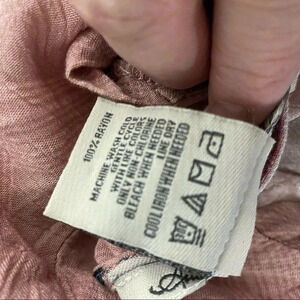 100% RAYON
MACHINE WASH COLD
GENTLE CYCLE
WITH LIKE COLORS
ONLY NON-CHLORINE
BLEACH WHEN NEEDED
LINE DRY
COOL IRON WHEN NEEDED